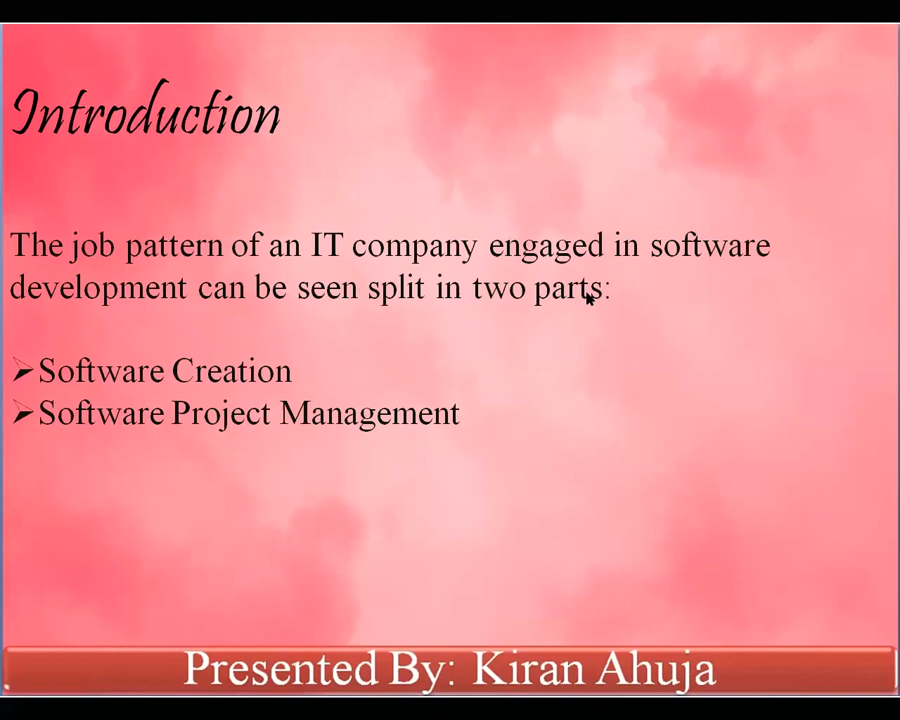 Introduction
The job pattern of an IT company engaged in software
development can be seen split in two parts:
➢Software Creation
➢Software Project Management
Presented By: Kiran Ahuja